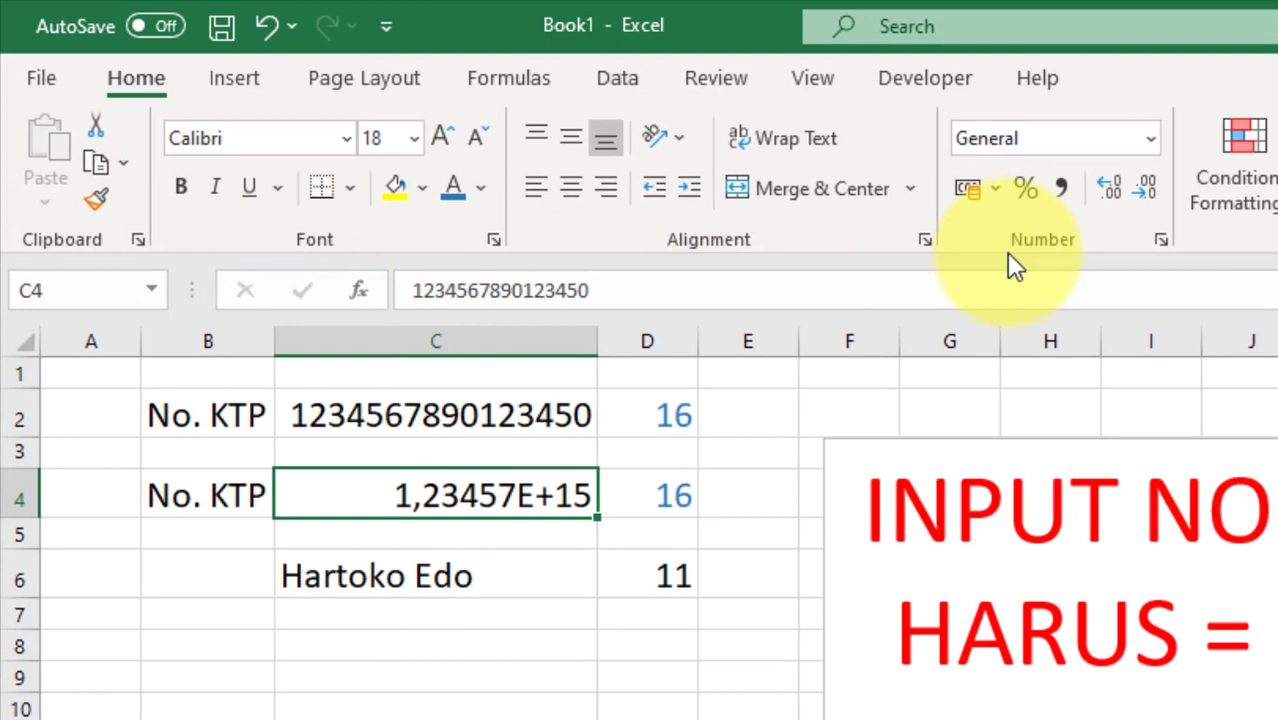 AutoSave Off Book1 - Excel Search
File Home Insert Page Layout Formulas Data Review View Developer Help
Paste Calibri 18 Wrap Text General
B I U Merge & Center % Condition
Formatting
Clipboard Font Alignment Number
C4 fx 1234567890123450
A B C D E F G H I J
1
2 No. KTP 1234567890123450 16
3
4 No. KTP 1,23457E+15 16
5
6 Hartoko Edo 11
7
8
9
10
INPUT NO
HARUS =